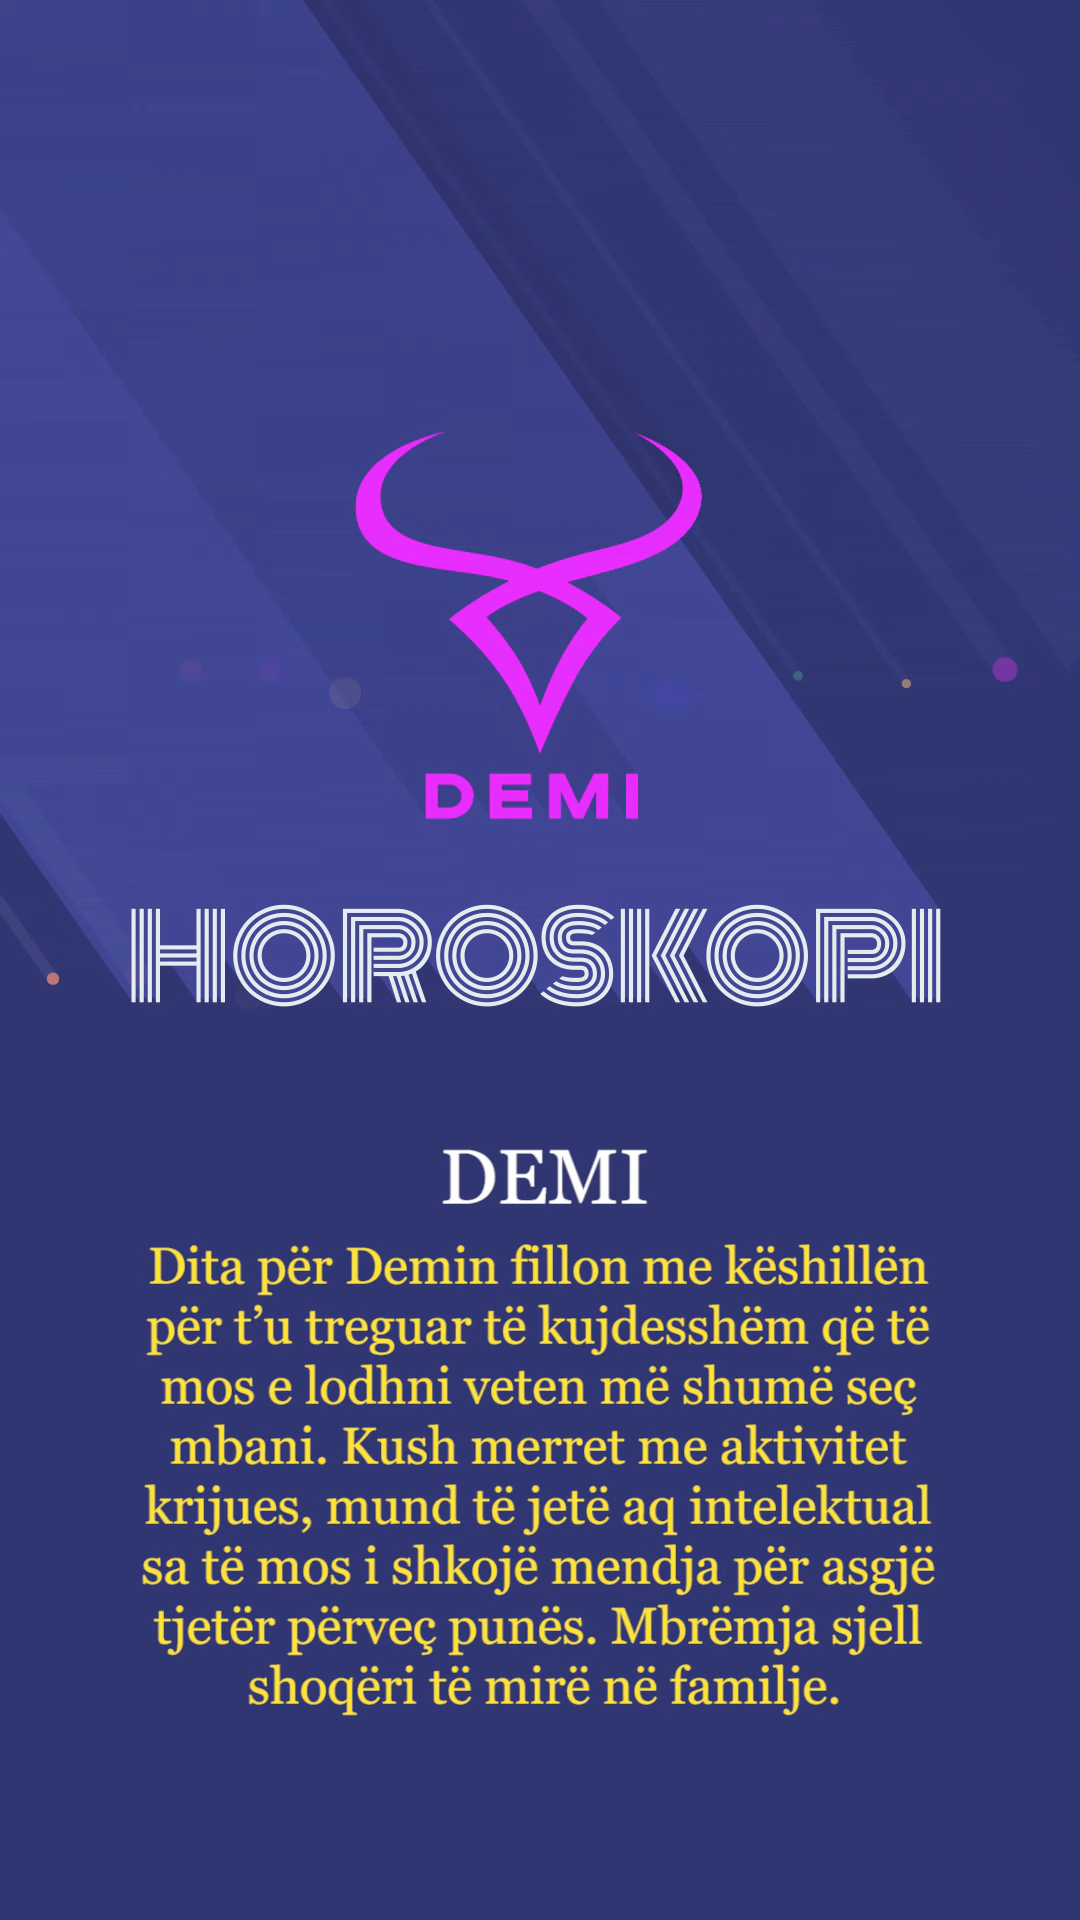 DEMI
HOROSKOPI
DEMI
Dita për Demin fillon me këshillën
për t’u treguar të kujdesshëm që të
mos e lodhni veten më shumë seç
mbani. Kush merret me aktivitet
krijues, mund të jetë aq intelektual
sa të mos i shkojë mendja për asgjë
tjetër përveç punës. Mbrëmja sjell
shoqëri të mirë në familje.